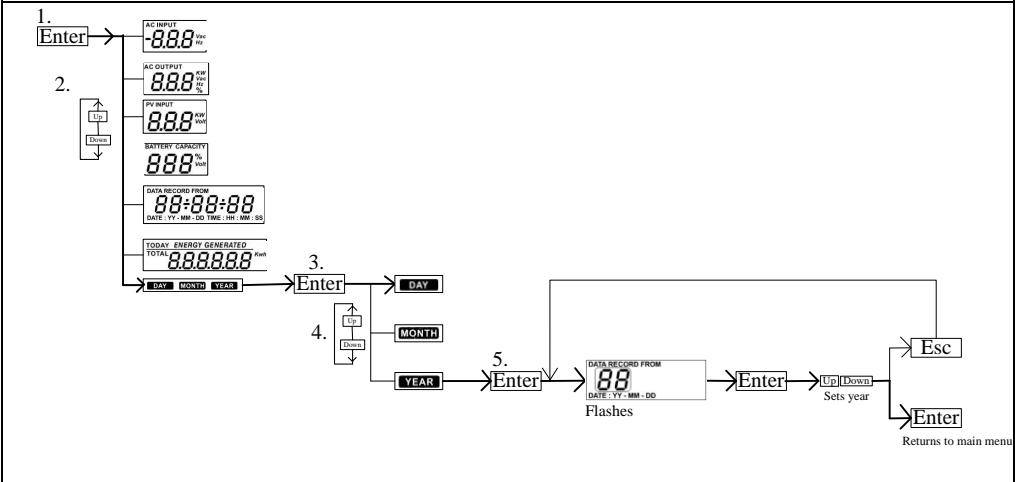 1.
Enter
AC INPUT
-8.8.8 Vac Hz
AC OUTPUT
8.8.8 KW Vac Hz %
2.
Up
Down
PV INPUT
8.8.8 KW Volt
BATTERY CAPACITY
888 % Volt
DATA RECORD FROM
88:88:88
DATE : YY - MM - DD TIME : HH : MM : SS
TODAY ENERGY GENERATED
TOTAL 8.8.8.8.8.8 Kwh
DAY MONTH YEAR
3.
Enter
DAY
4.
Up
Down
MONTH
YEAR
5.
Enter
DATA RECORD FROM
88
DATE : YY - MM - DD
Flashes
Enter
Up Down
Sets year
Esc
Enter
Returns to main menu